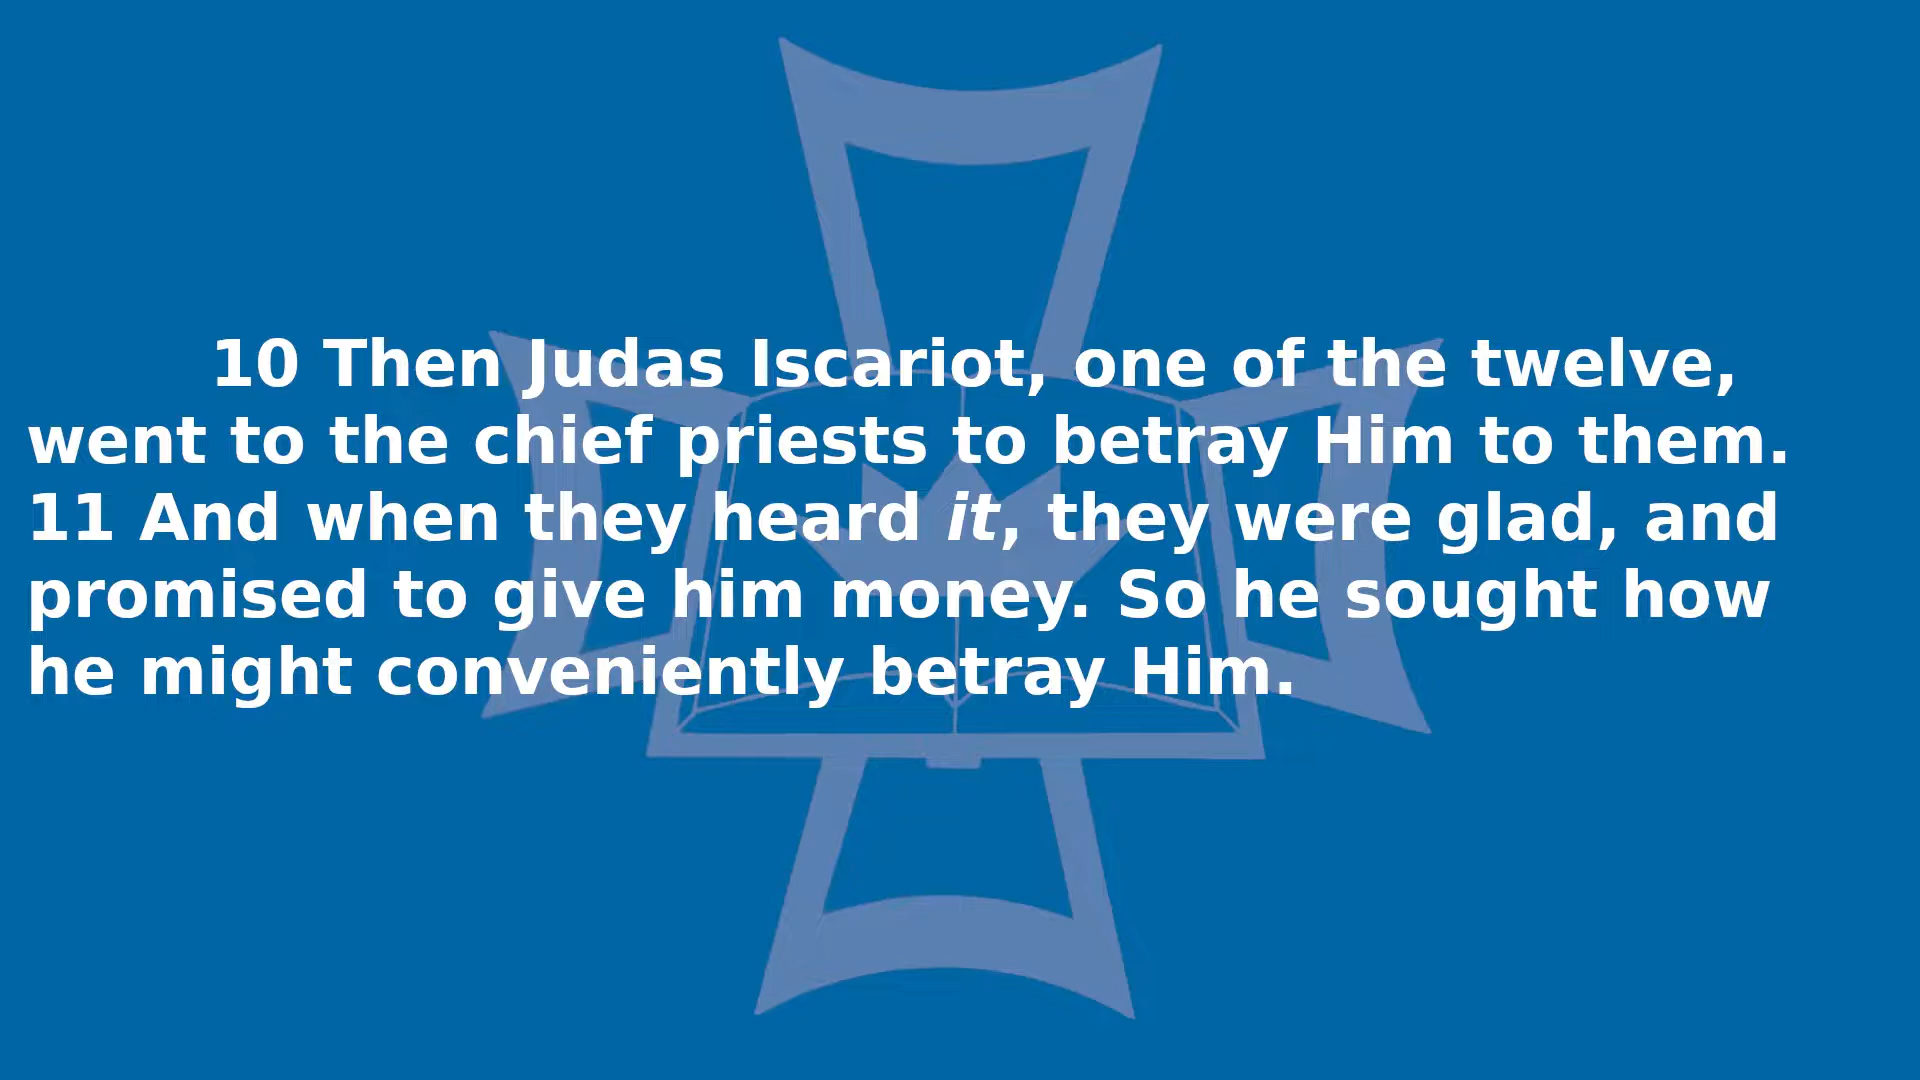 10 Then Judas Iscariot, one of the twelve,
went to the chief priests to betray Him to them.
11 And when they heard it, they were glad, and
promised to give him money. So he sought how
he might conveniently betray Him.